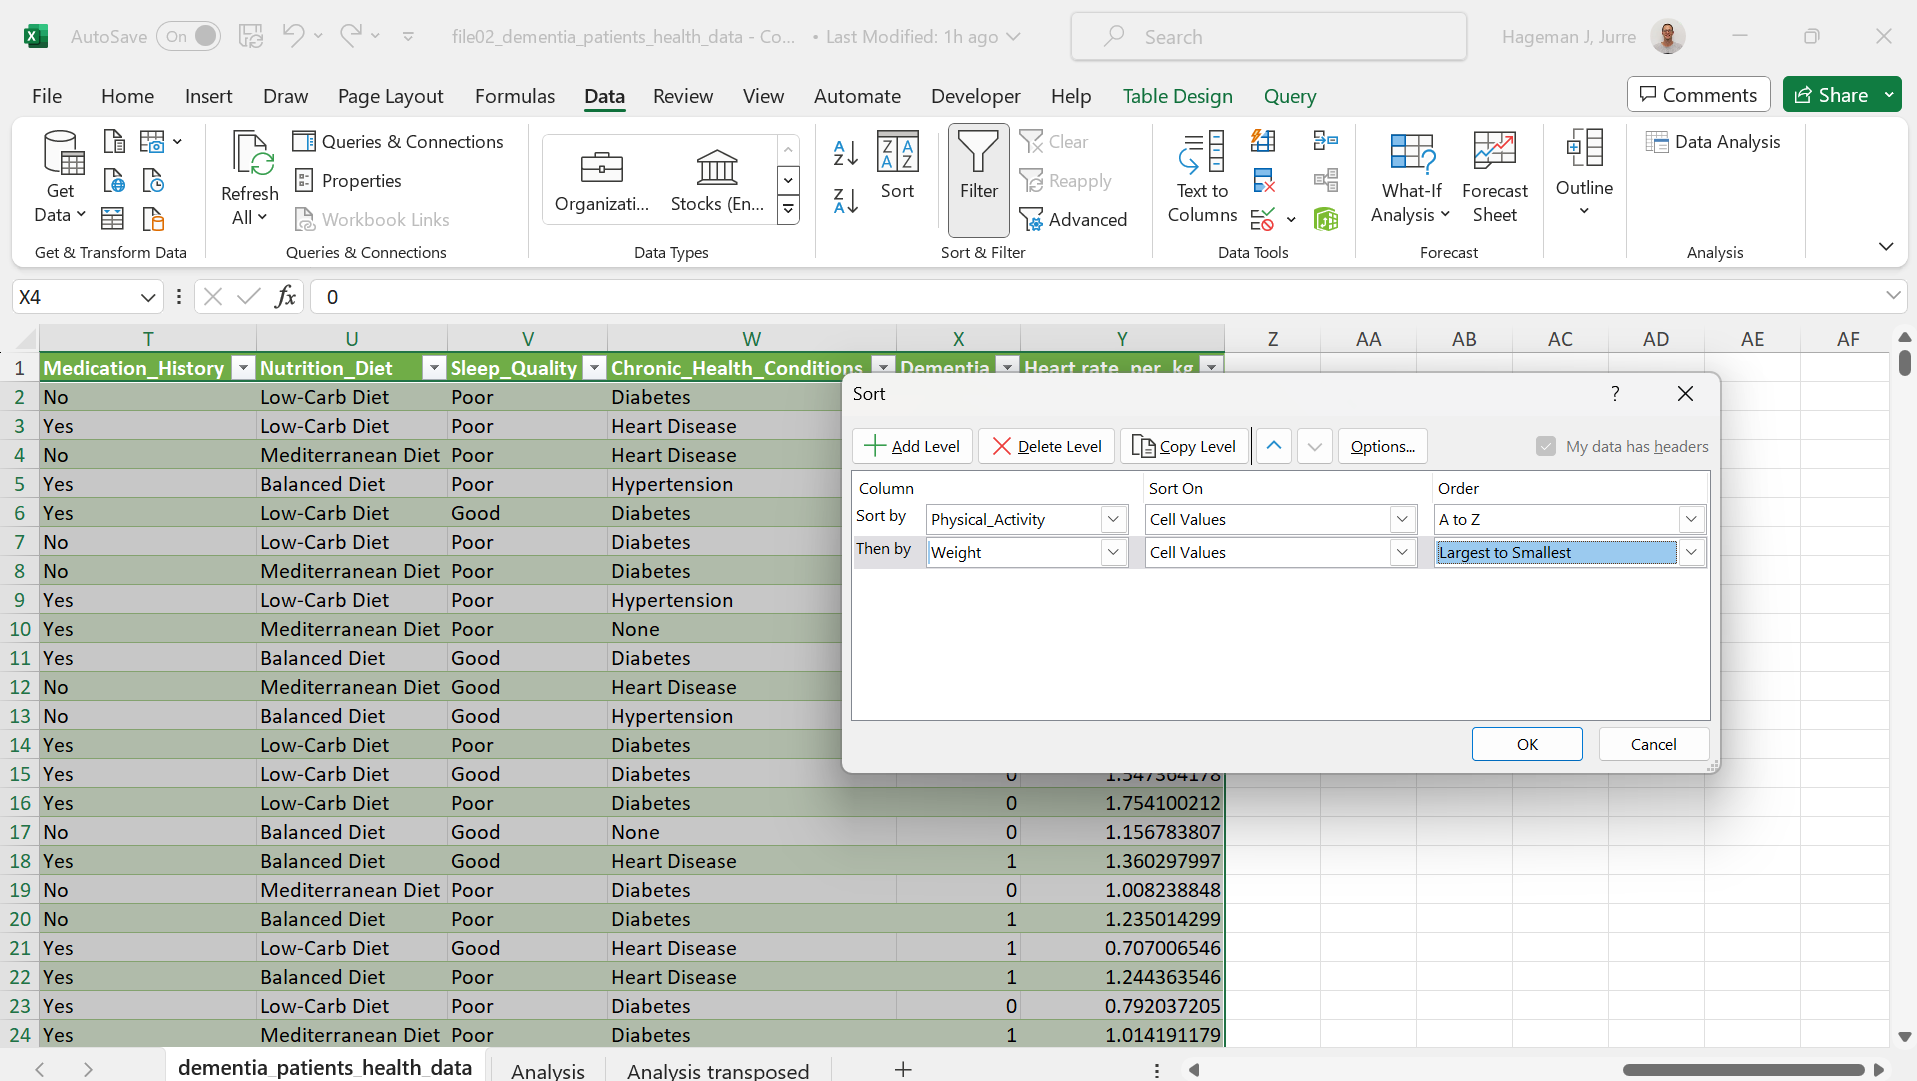 AutoSave On file02_dementia_patients_health_data - Co... • Last Modified: 1h ago Search Hageman J, Jurre
File Home Insert Draw Page Layout Formulas Data Review View Automate Developer Help Table Design Query Comments Share
Get Data
Refresh All
Queries & Connections
Properties
Workbook Links
Organizati... Stocks (En...
Sort
Filter
Clear
Reapply
Advanced
Text to Columns
What-If Analysis
Forecast Sheet
Outline
Data Analysis
Get & Transform Data Queries & Connections Data Types Sort & Filter Data Tools Forecast Analysis
X4 fx 0
T U V W X Y Z AA AB AC AD AE AF
1 Medication_History Nutrition_Diet Sleep_Quality Chronic_Health_Conditions Dementia Heart rate_per_kg
2 No Low-Carb Diet Poor Diabetes
3 Yes Low-Carb Diet Poor Heart Disease
4 No Mediterranean Diet Poor Heart Disease
5 Yes Balanced Diet Poor Hypertension
6 Yes Low-Carb Diet Good Diabetes
7 No Low-Carb Diet Poor Diabetes
8 No Mediterranean Diet Poor Diabetes
9 Yes Low-Carb Diet Poor Hypertension
10 Yes Mediterranean Diet Poor None
11 Yes Balanced Diet Good Diabetes
12 No Mediterranean Diet Good Heart Disease
13 No Balanced Diet Good Hypertension
14 Yes Low-Carb Diet Poor Diabetes
15 Yes Low-Carb Diet Good Diabetes 0 1.547364178
16 Yes Low-Carb Diet Poor Diabetes 0 1.754100212
17 No Balanced Diet Good None 0 1.156783807
18 Yes Balanced Diet Good Heart Disease 1 1.360297997
19 No Mediterranean Diet Poor Diabetes 0 1.008238848
20 No Balanced Diet Poor Diabetes 1 1.235014299
21 Yes Low-Carb Diet Good Heart Disease 1 0.707006546
22 Yes Balanced Diet Poor Heart Disease 1 1.244363546
23 Yes Low-Carb Diet Poor Diabetes 0 0.792037205
24 Yes Mediterranean Diet Poor Diabetes 1 1.014191179
Sort ?
Add Level Delete Level Copy Level Options... My data has headers
Column Sort On Order
Sort by Physical_Activity Cell Values A to Z
Then by Weight Cell Values Largest to Smallest
OK Cancel
dementia_patients_health_data Analysis Analysis transposed